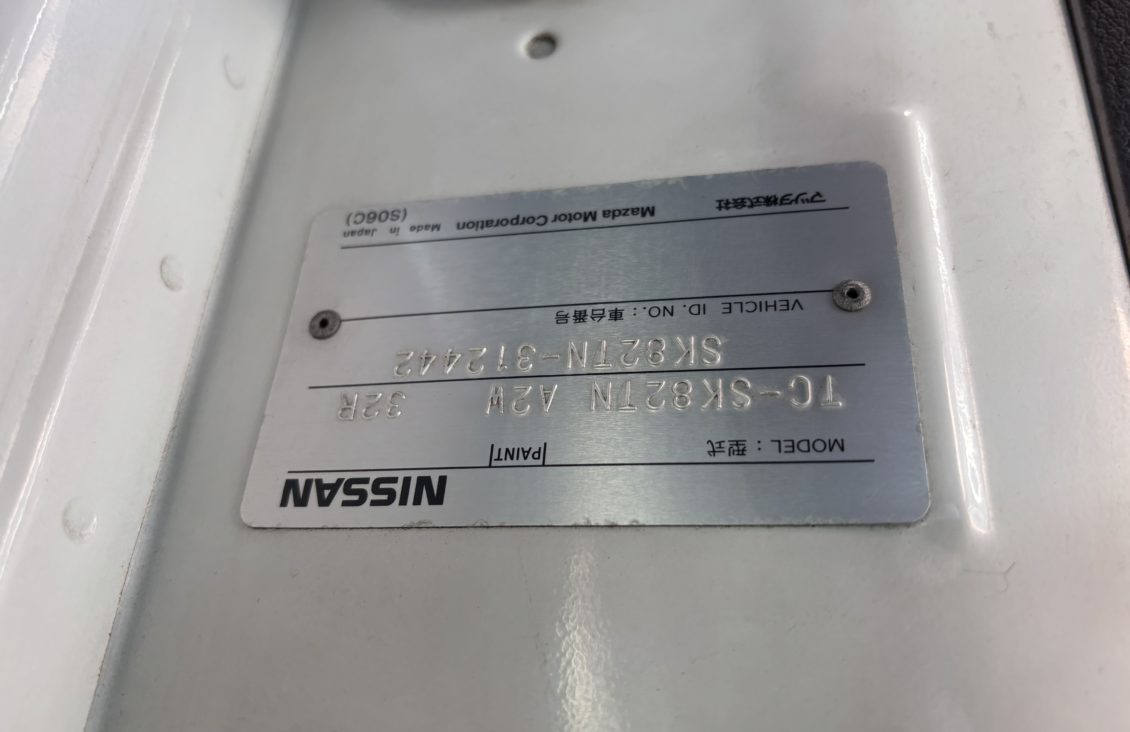 NISSAN
MODEL : 型式 PAINT
TC-SK82TN A2W 32R
SK82TN-312442
VEHICLE ID. NO. : 車台番号
マツダ株式会社 Mazda Motor Corporation Made in Japan
(S06C)